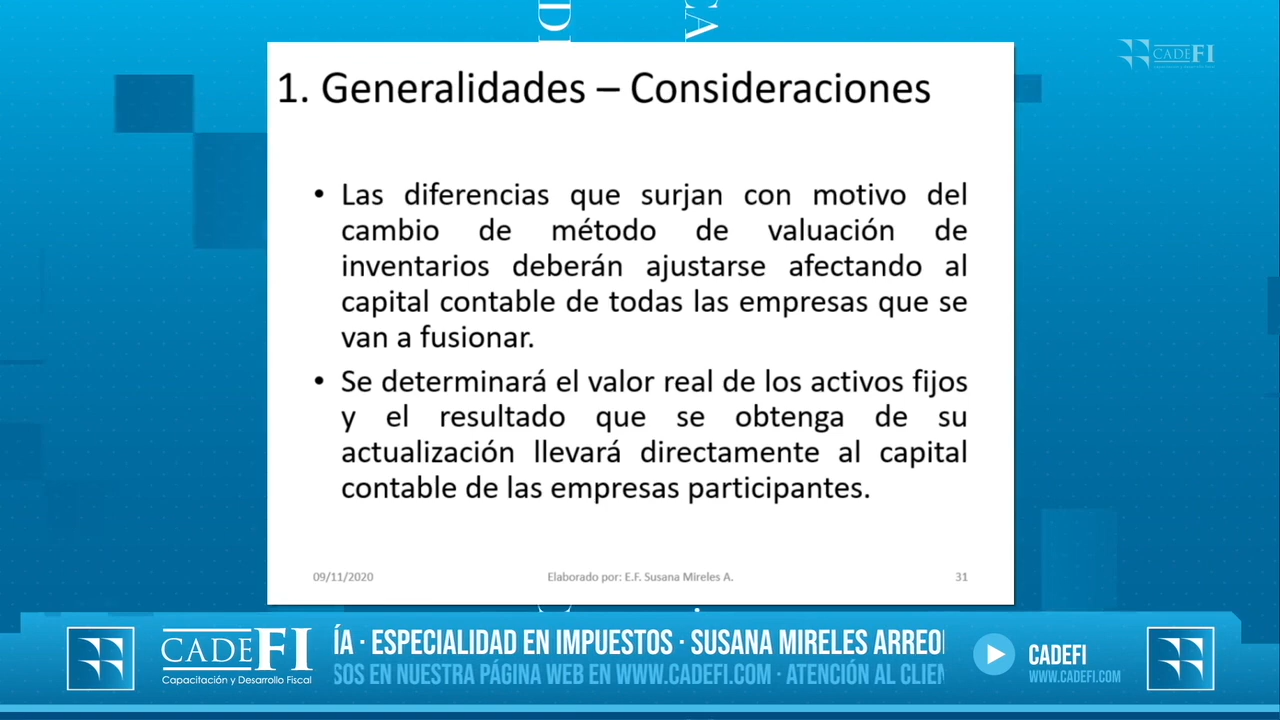 CADEFI
1. Generalidades – Consideraciones
• Las diferencias que surjan con motivo del
cambio de método de valuación de
inventarios deberán ajustarse afectando al
capital contable de todas las empresas que se
van a fusionar.
• Se determinará el valor real de los activos fijos
y el resultado que se obtenga de su
actualización llevará directamente al capital
contable de las empresas participantes.
09/11/2020
Elaborado por: E.F. Susana Mireles A.
31
CADEFI
Capacitación y Desarrollo Fiscal
ÍA · ESPECIALIDAD EN IMPUESTOS · SUSANA MIRELES ARREO
SOS EN NUESTRA PÁGINA WEB EN WWW.CADEFI.COM · ATENCIÓN AL CLIEN
CADEFI
WWW.CADEFI.COM